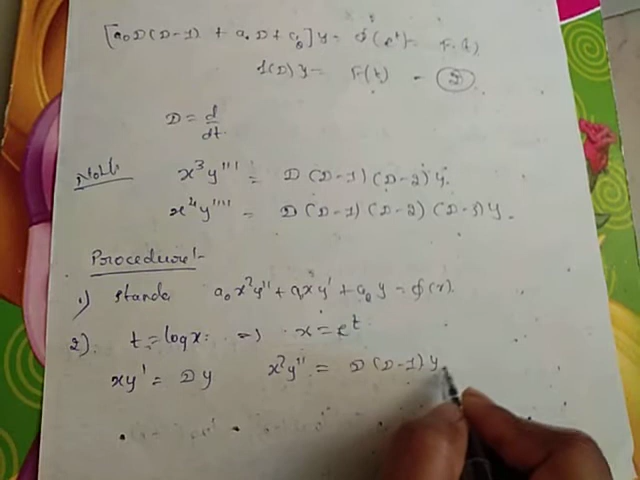 [a₀D(D-1) + a₁D + a₂]y = φ(eᵗ) = F(t)
f(D)y = F(t) - ②
D = d/dt.
Note x³y''' = D(D-1)(D-2)y.
x⁴y'''' = D(D-1)(D-2)(D-3)y.
Procedure:-
1) standa a₀x²y'' + a₁xy' + a₂y = φ(x).
2). t = logx. ⇒ x = eᵗ
xy' = Dy x²y'' = D(D-1)y